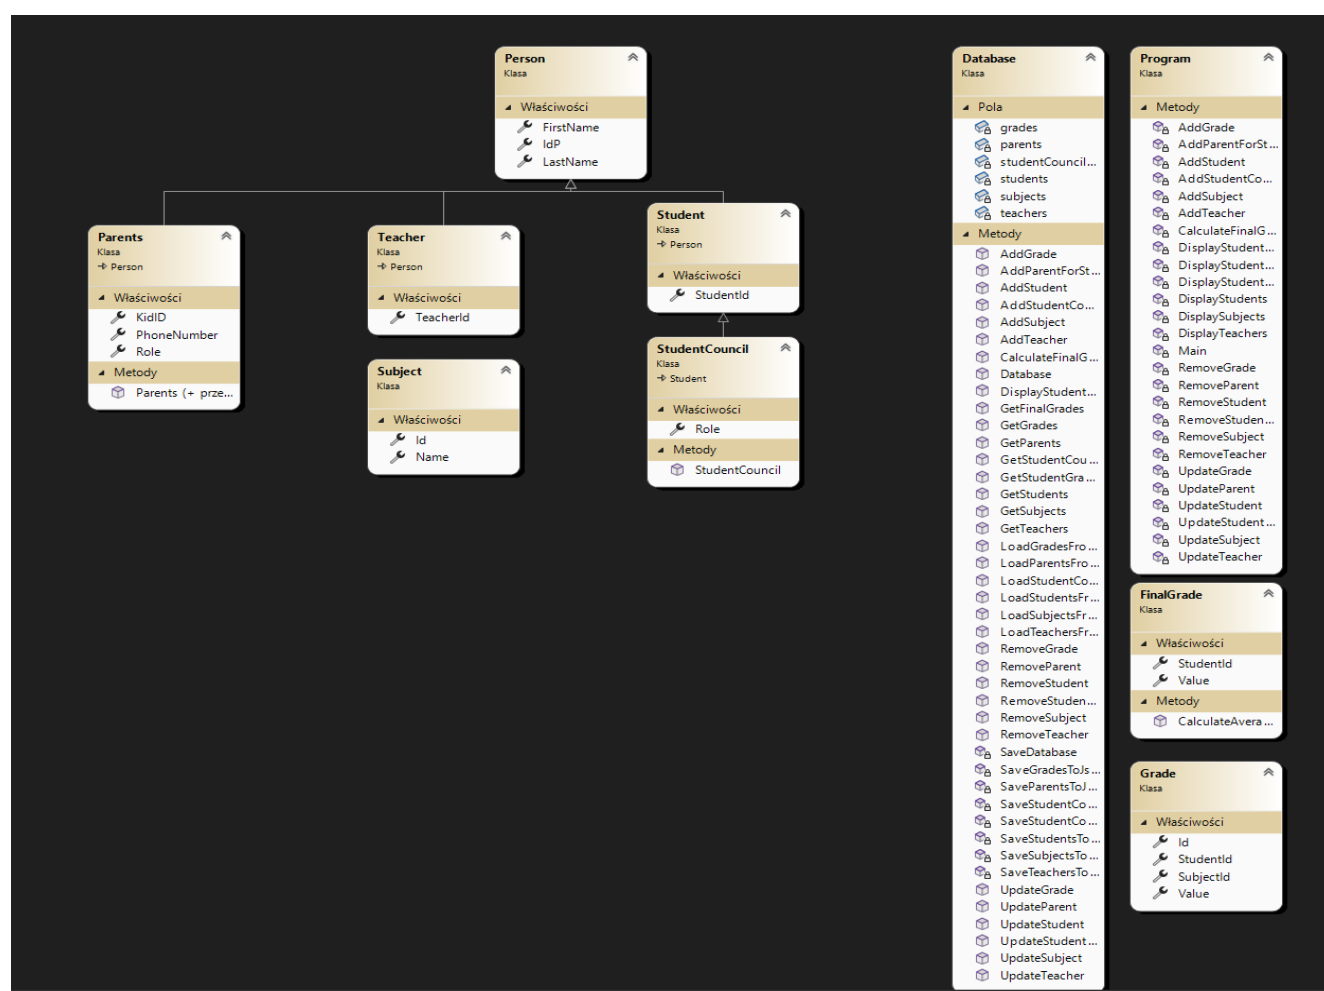 Person
Klasa
Właściwości
FirstName
IdP
LastName
Parents
Klasa
Person
Właściwości
KidID
PhoneNumber
Role
Metody
Parents (+ prze...
Teacher
Klasa
Person
Właściwości
TeacherId
Subject
Klasa
Właściwości
Id
Name
Student
Klasa
Person
Właściwości
StudentId
StudentCouncil
Klasa
Student
Właściwości
Role
Metody
StudentCouncil
Database
Klasa
Pola
grades
parents
studentCouncil...
students
subjects
teachers
Metody
AddGrade
AddParentForSt...
AddStudent
AddStudentCo...
AddSubject
AddTeacher
CalculateFinalG...
Database
DisplayStudent...
GetFinalGrades
GetGrades
GetParents
GetStudentCou...
GetStudentGra...
GetStudents
GetSubjects
GetTeachers
LoadGradesFro...
LoadParentsFro...
LoadStudentCo...
LoadStudentsFr...
LoadSubjectsFr...
LoadTeachersFr...
RemoveGrade
RemoveParent
RemoveStudent
RemoveStuden...
RemoveSubject
RemoveTeacher
SaveDatabase
SaveGradesToJs...
SaveParentsToJ...
SaveStudentCo...
SaveStudentCo...
SaveStudentsTo...
SaveSubjectsTo...
SaveTeachersTo...
UpdateGrade
UpdateParent
UpdateStudent
UpdateStudent...
UpdateSubject
UpdateTeacher
Program
Klasa
Metody
AddGrade
AddParentForSt...
AddStudent
AddStudentCo...
AddSubject
AddTeacher
CalculateFinalG...
DisplayStudent...
DisplayStudent...
DisplayStudent...
DisplayStudents
DisplaySubjects
DisplayTeachers
Main
RemoveGrade
RemoveParent
RemoveStudent
RemoveStuden...
RemoveSubject
RemoveTeacher
UpdateGrade
UpdateParent
UpdateStudent
UpdateStudent...
UpdateSubject
UpdateTeacher
FinalGrade
Klasa
Właściwości
StudentId
Value
Metody
CalculateAvera...
Grade
Klasa
Właściwości
Id
StudentId
SubjectId
Value